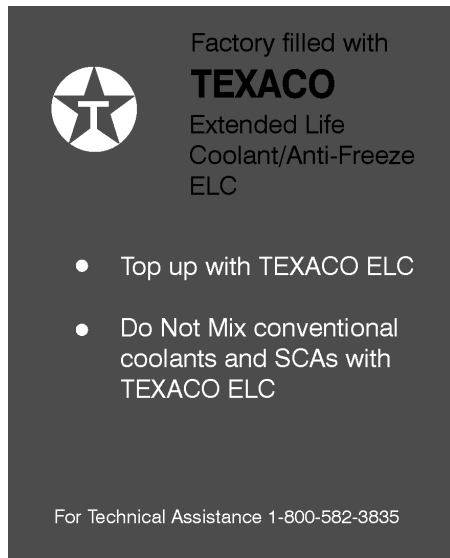 Factory filled with
TEXACO
Extended Life
Coolant/Anti-Freeze
ELC
T
• Top up with TEXACO ELC
• Do Not Mix conventional
coolants and SCAs with
TEXACO ELC
For Technical Assistance 1-800-582-3835